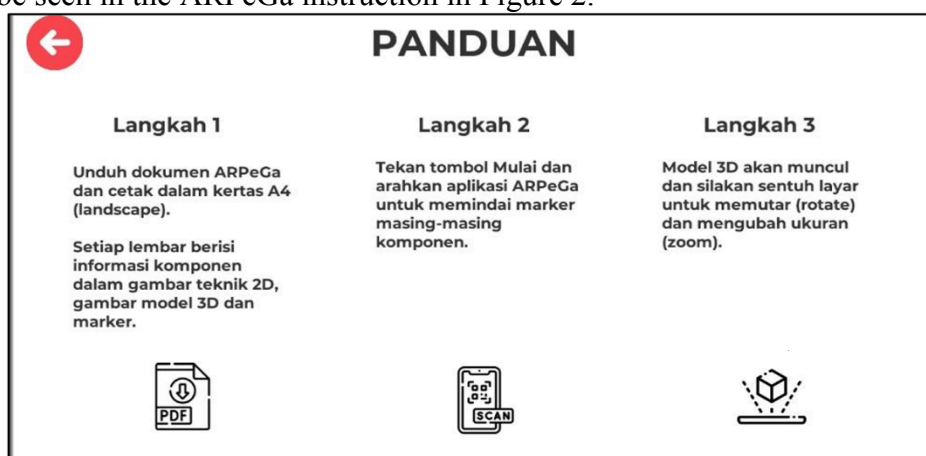 be seen in the ARPeGa instruction in Figure 2.
PANDUAN
Langkah 1
Unduh dokumen ARPeGa
dan cetak dalam kertas A4
(landscape).
Setiap lembar berisi
informasi komponen
dalam gambar teknik 2D,
gambar model 3D dan
marker.
PDF
Langkah 2
Tekan tombol Mulai dan
arahkan aplikasi ARPeGa
untuk memindai marker
masing-masing
komponen.
SCAN
Langkah 3
Model 3D akan muncul
dan silakan sentuh layar
untuk memutar (rotate)
dan mengubah ukuran
(zoom).